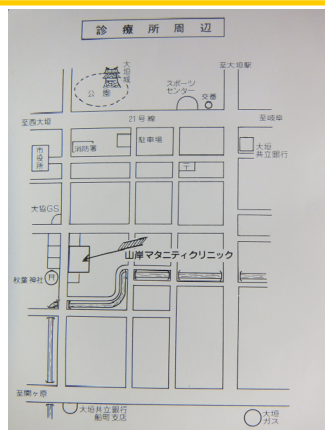 診療所周辺
大垣城
公園
スポーツ
センター
交番
至大垣駅
至西大垣
21号線
至岐阜
市役所
消防署
駐車場
〒
大垣
共立銀行
大協GS
山岸マタニティクリニック
秋葉神社
至関ヶ原
大垣共立銀行
船町支店
大垣
ガス